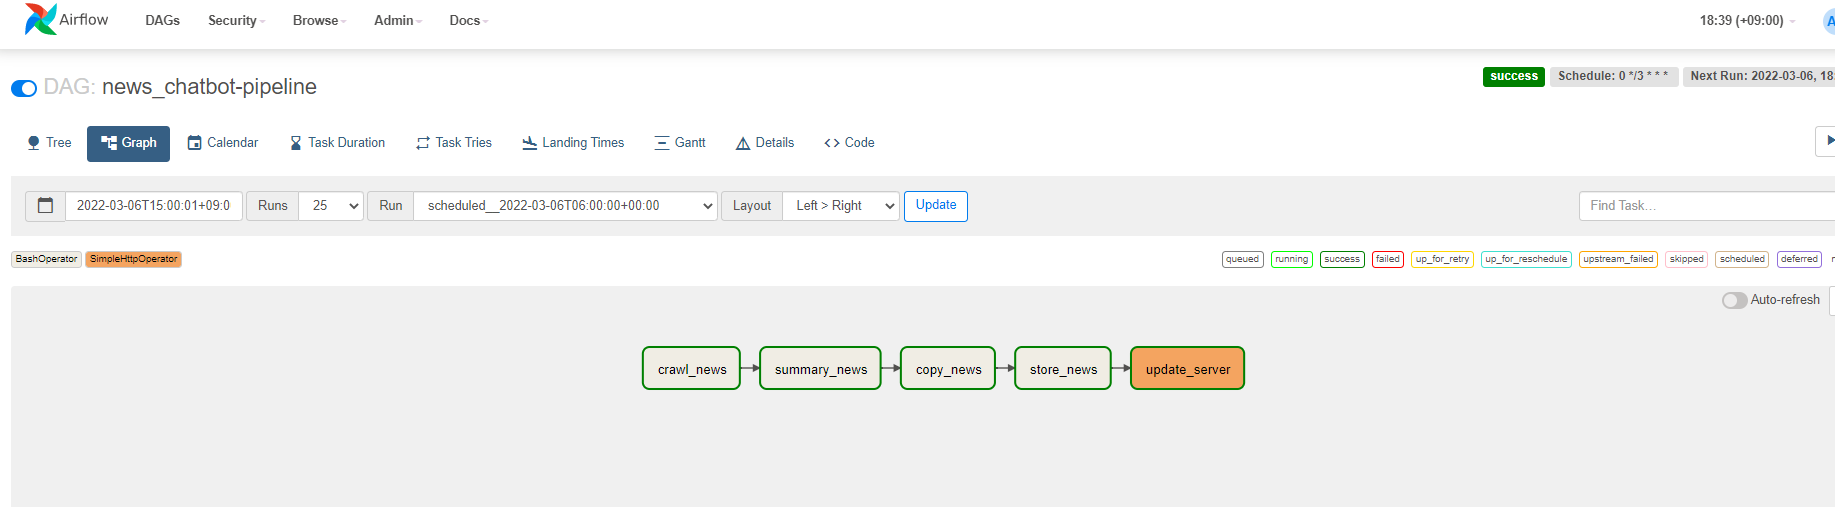 Airflow DAGs Security Browse Admin Docs 18:39 (+09:00) A
DAG: news_chatbot-pipeline success Schedule: 0 */3 * * * Next Run: 2022-03-06, 18:
Tree Graph Calendar Task Duration Task Tries Landing Times Gantt Details <> Code
2022-03-06T15:00:01+09:0 Runs 25 Run scheduled__2022-03-06T06:00:00+00:00 Layout Left > Right Update Find Task...
BashOperator SimpleHttpOperator queued running success failed up_for_retry up_for_reschedule upstream_failed skipped scheduled deferred
Auto-refresh
crawl_news summary_news copy_news store_news update_server